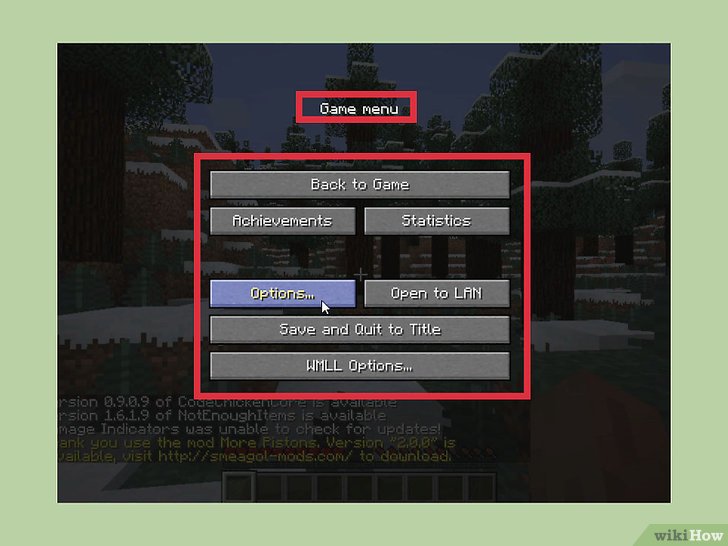 Game menu
Back to Game
Achievements
Statistics
Options...
Open to LAN
Save and Quit to Title
WMLL Options...
ersion 0.9.0.9 of CodeChickenCore is available
ersion 1.6.1.9 of NotEnoughItems is available
amage Indicators was unable to check for updates!
ank you use the mod More Pistons. Version "2.0.0" is
vailable, visit http://smeagol-mods.com/ to download.
wikiHow